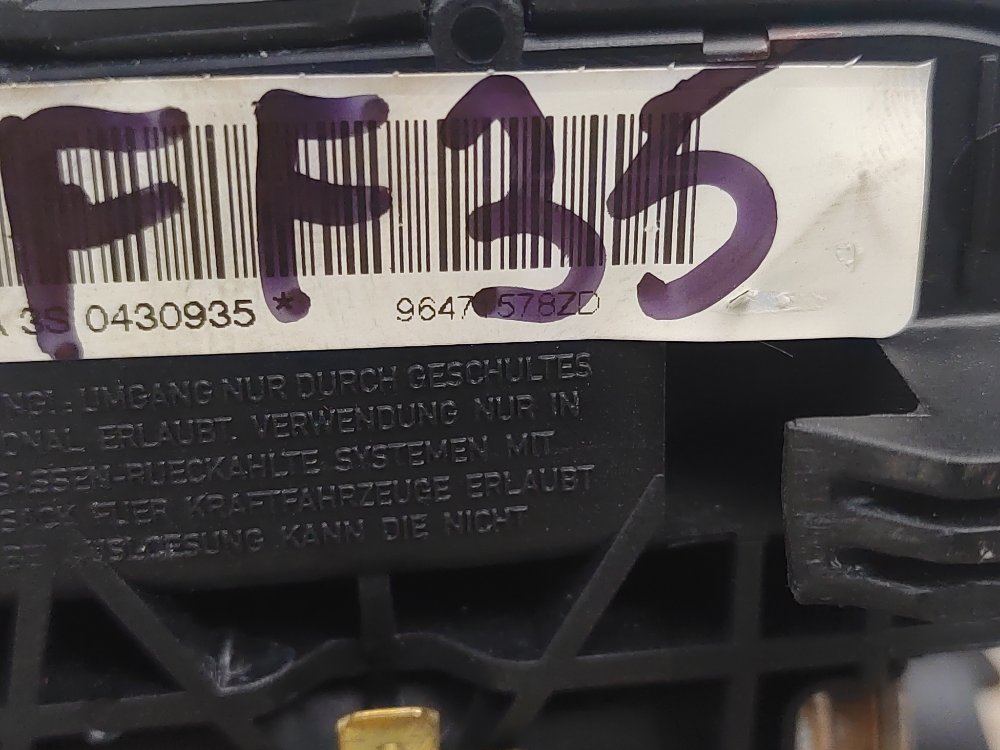 FF35
3S 0430935 * 578ZD
UMGANG NUR DURCH GESCHULTES
ERLAUBT. VERWENDUNG NUR IN
SYSTEMEN MIT
FUER KRAFTFAHRZEUGE ERLAUBT
KANN DIE NICHT